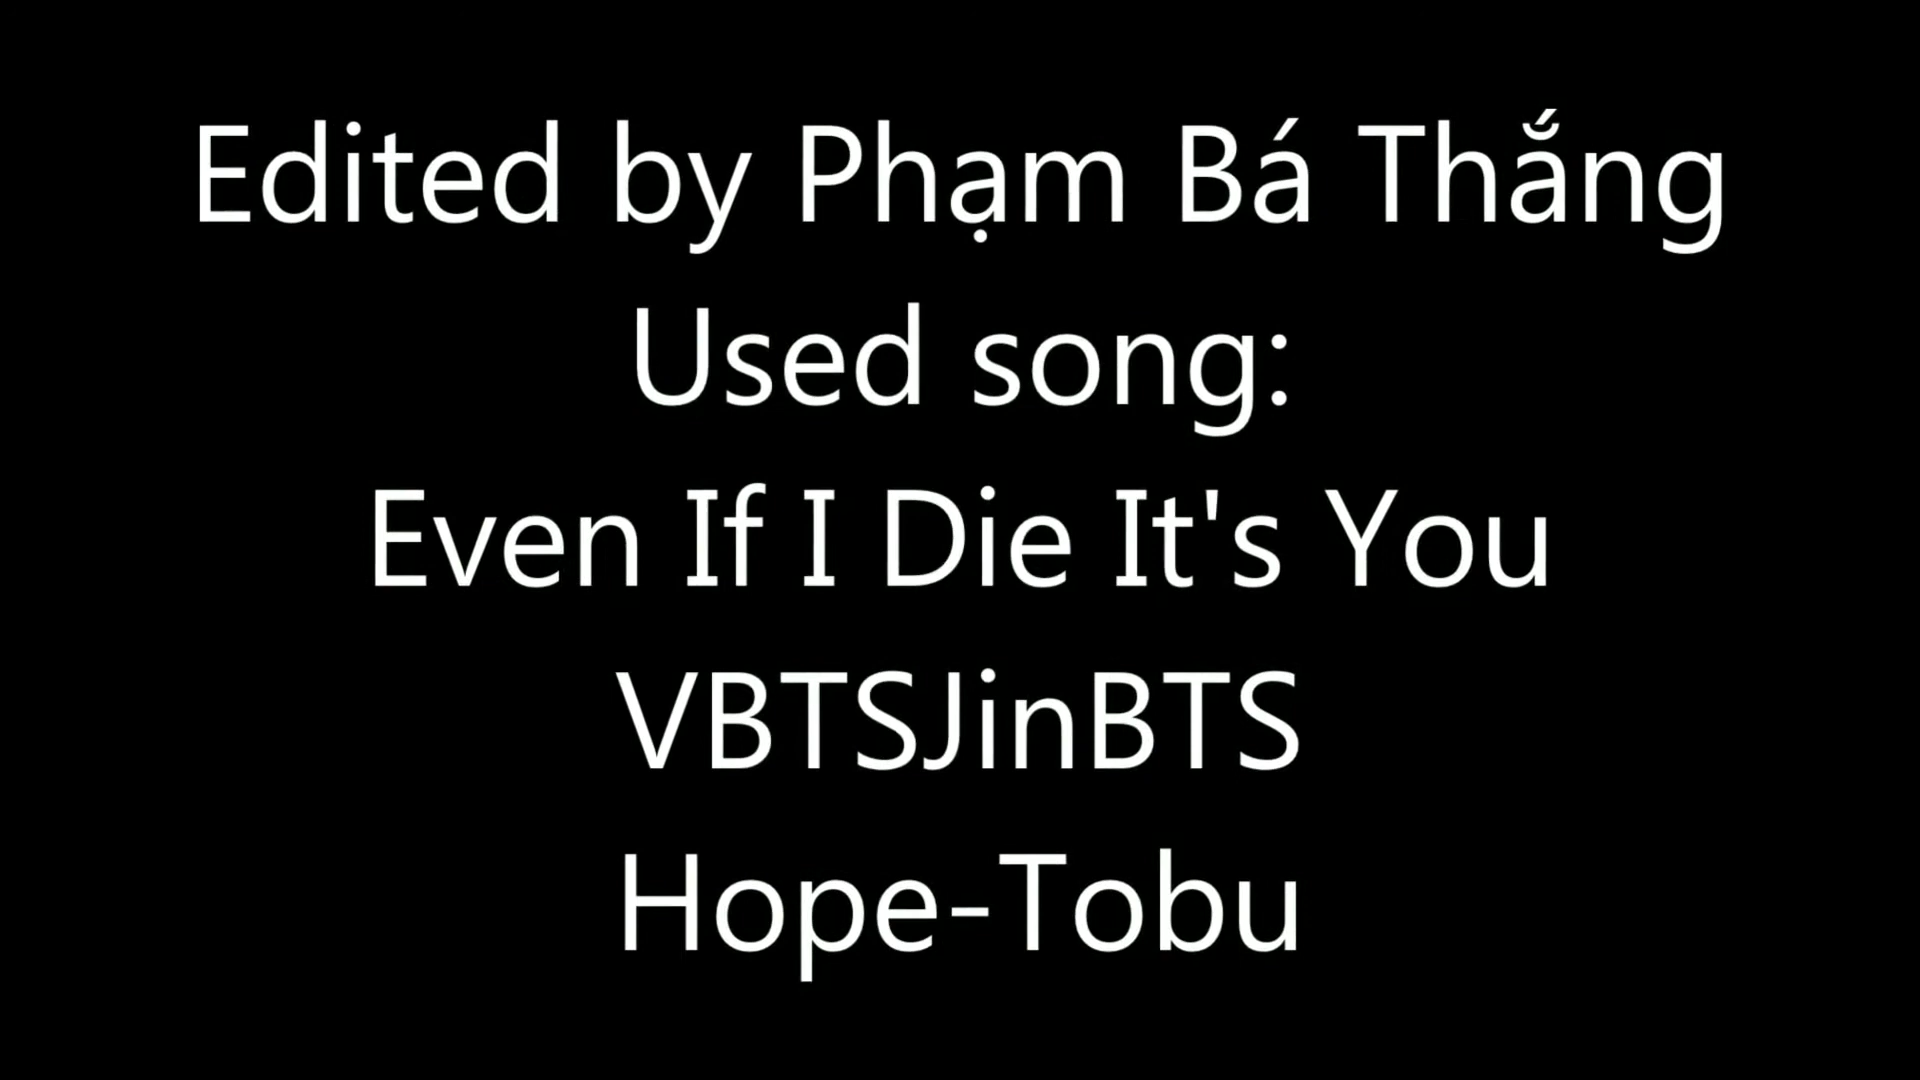 Edited by Phạm Bá Thắng
Used song:
Even If I Die It's You
VBTSJinBTS
Hope-Tobu